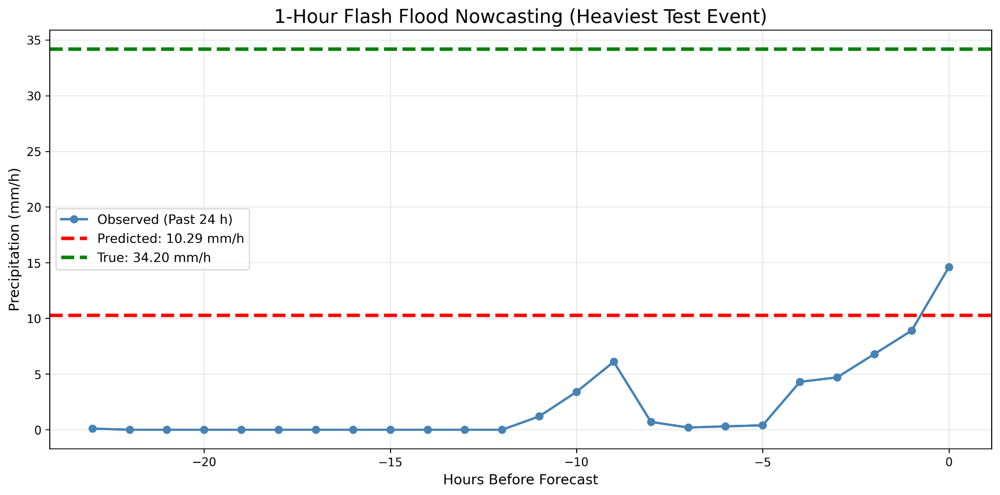 1-Hour Flash Flood Nowcasting (Heaviest Test Event)
Precipitation (mm/h)
35
30
25
20
15
10
5
0
Observed (Past 24 h)
Predicted: 10.29 mm/h
True: 34.20 mm/h
−20 −15 −10 −5 0
Hours Before Forecast